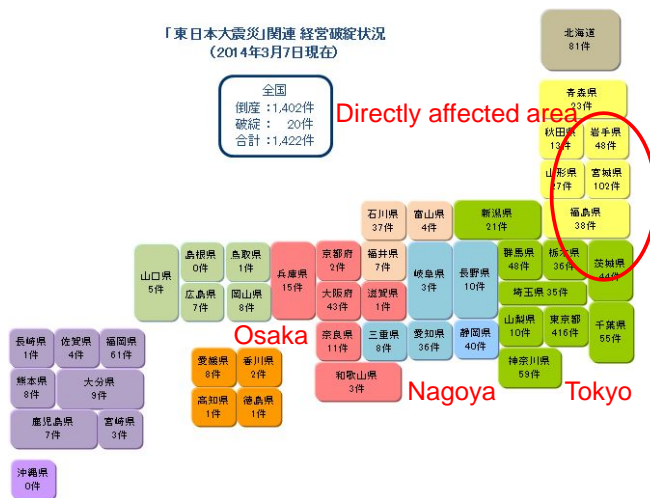 「東日本大震災」関連 経営破綻状況
(2014年3月7日現在)
全国
倒産：1,402件
破綻： 20件
合計：1,422件
Directly affected area
北海道
81件
青森県
23件
秋田県
13件
岩手県
48件
山形県
27件
宮城県
102件
福島県
38件
石川県
37件
富山県
4件
新潟県
21件
福井県
7件
岐阜県
3件
長野県
10件
群馬県
48件
栃木県
36件
茨城県
44件
埼玉県 35件
山梨県
10件
東京都
416件
千葉県
55件
神奈川県
59件
山口県
5件
島根県
0件
鳥取県
1件
広島県
7件
岡山県
8件
兵庫県
15件
京都府
2件
大阪府
43件
滋賀県
1件
奈良県
11件
三重県
8件
愛知県
36件
静岡県
40件
和歌山県
3件
Osaka
Nagoya
Tokyo
愛媛県
8件
香川県
2件
高知県
1件
徳島県
1件
長崎県
1件
佐賀県
4件
福岡県
61件
熊本県
8件
大分県
9件
鹿児島県
7件
宮崎県
3件
沖縄県
0件